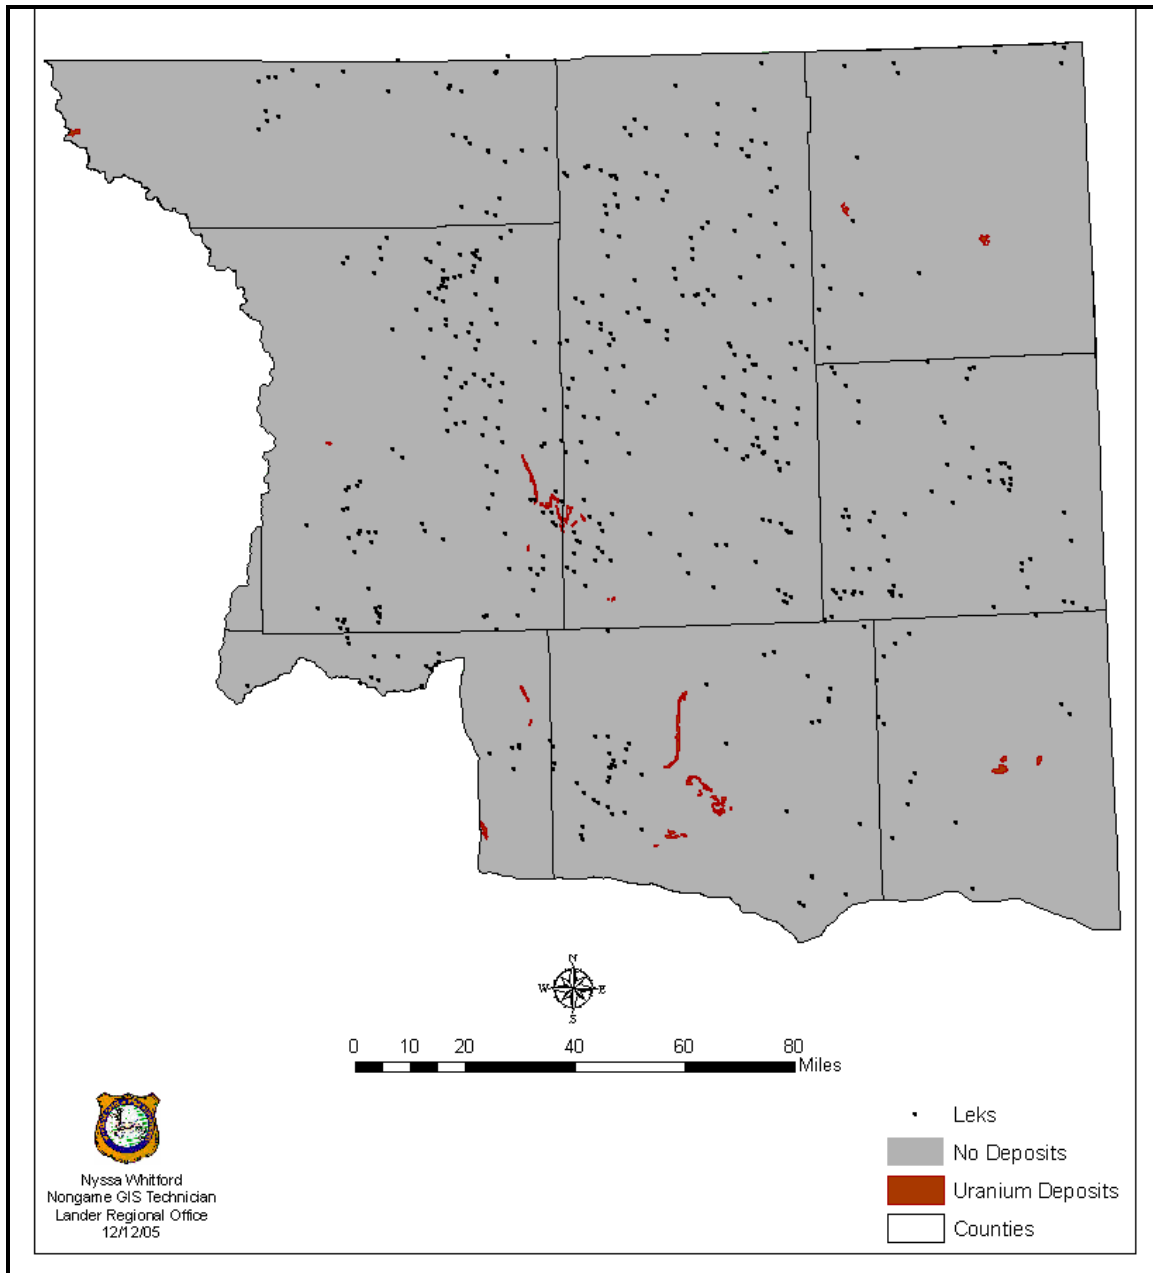 N
W E
S
0 10 20 40 60 80
Miles
Leks
No Deposits
Uranium Deposits
Counties
Nyssa Whitford
Nongame GIS Technician
Lander Regional Office
12/12/05